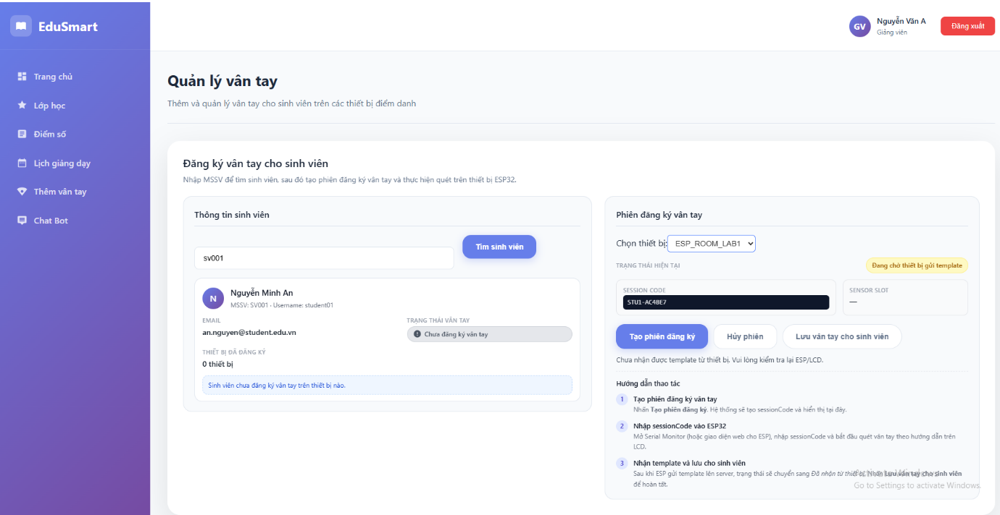 EduSmart
Trang chủ
Lớp học
Điểm số
Lịch giảng dạy
Thêm vân tay
Chat Bot
GV
Nguyễn Văn A
Giảng viên
Đăng xuất
Quản lý vân tay
Thêm và quản lý vân tay cho sinh viên trên các thiết bị điểm danh
Đăng ký vân tay cho sinh viên
Nhập MSSV để tìm sinh viên, sau đó tạo phiên đăng ký vân tay và thực hiện quét trên thiết bị ESP32.
Thông tin sinh viên
sv001
Tìm sinh viên
N
Nguyễn Minh An
MSSV: SV001 · Username: student01
EMAIL
an.nguyen@student.edu.vn
TRẠNG THÁI VÂN TAY
Chưa đăng ký vân tay
THIẾT BỊ ĐÃ ĐĂNG KÝ
0 thiết bị
Sinh viên chưa đăng ký vân tay trên thiết bị nào.
Phiên đăng ký vân tay
Chọn thiết bị:
ESP_ROOM_LAB1
TRẠNG THÁI HIỆN TẠI
Đang chờ thiết bị gửi template
SESSION CODE
STU1-AC4BE7
SENSOR SLOT
—
Tạo phiên đăng ký
Hủy phiên
Lưu vân tay cho sinh viên
Chưa nhận được template từ thiết bị. Vui lòng kiểm tra lại ESP/LCD.
Hướng dẫn thao tác
1 Tạo phiên đăng ký vân tay
Nhấn Tạo phiên đăng ký. Hệ thống sẽ tạo sessionCode và hiển thị tại đây.
2 Nhập sessionCode vào ESP32
Mở Serial Monitor (hoặc giao diện web cho ESP), nhập sessionCode và bắt đầu quét vân tay theo hướng dẫn trên
LCD.
3 Nhận template và lưu cho sinh viên
Sau khi ESP gửi template lên server, trạng thái sẽ chuyển sang Đã nhận từ thiết bị. Nhấn Lưu vân tay cho sinh viên
để hoàn tất.
Activate Windows
Go to Settings to activate Windows.